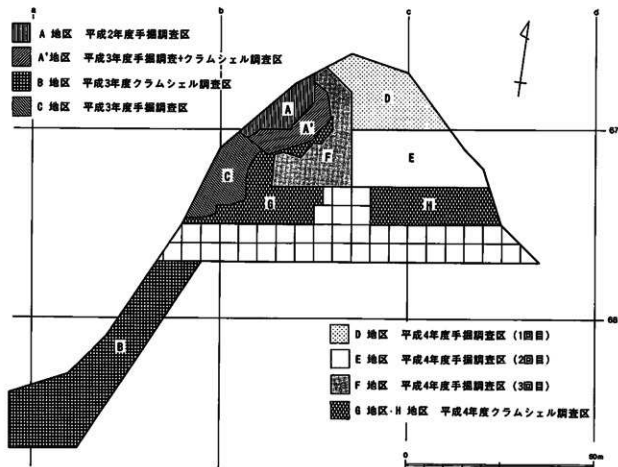 a b c d
A 地区 平成2年度手掘調査区
A'地区 平成3年度手掘調査+クラムシェル調査区
B 地区 平成3年度クラムシェル調査区
C 地区 平成3年度手掘調査区
A
D
67
A'
F
E
C
G
H
68
B
D 地区 平成4年度手掘調査区(1回目)
E 地区 平成4年度手掘調査区(2回目)
F 地区 平成4年度手掘調査区(3回目)
G 地区・H 地区 平成4年度クラムシェル調査区
0 50m